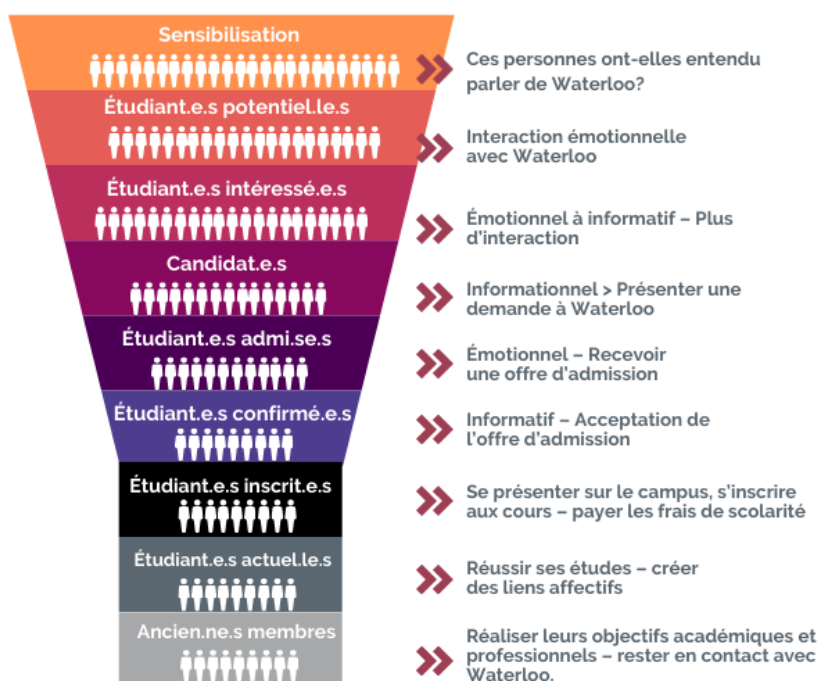 Sensibilisation
Ces personnes ont-elles entendu
parler de Waterloo?
Étudiant.e.s potentiel.le.s
Interaction émotionnelle
avec Waterloo
Étudiant.e.s intéressé.e.s
Émotionnel à informatif – Plus
d'interaction
Candidat.e.s
Informationnel > Présenter une
demande à Waterloo
Étudiant.e.s admi.se.s
Émotionnel – Recevoir
une offre d'admission
Étudiant.e.s confirmé.e.s
Informatif – Acceptation de
l'offre d'admission
Étudiant.e.s inscrit.e.s
Se présenter sur le campus, s'inscrire
aux cours – payer les frais de scolarité
Étudiant.e.s actuel.le.s
Réussir ses études – créer
des liens affectifs
Ancien.ne.s membres
Réaliser leurs objectifs académiques et
professionnels – rester en contact avec
Waterloo.